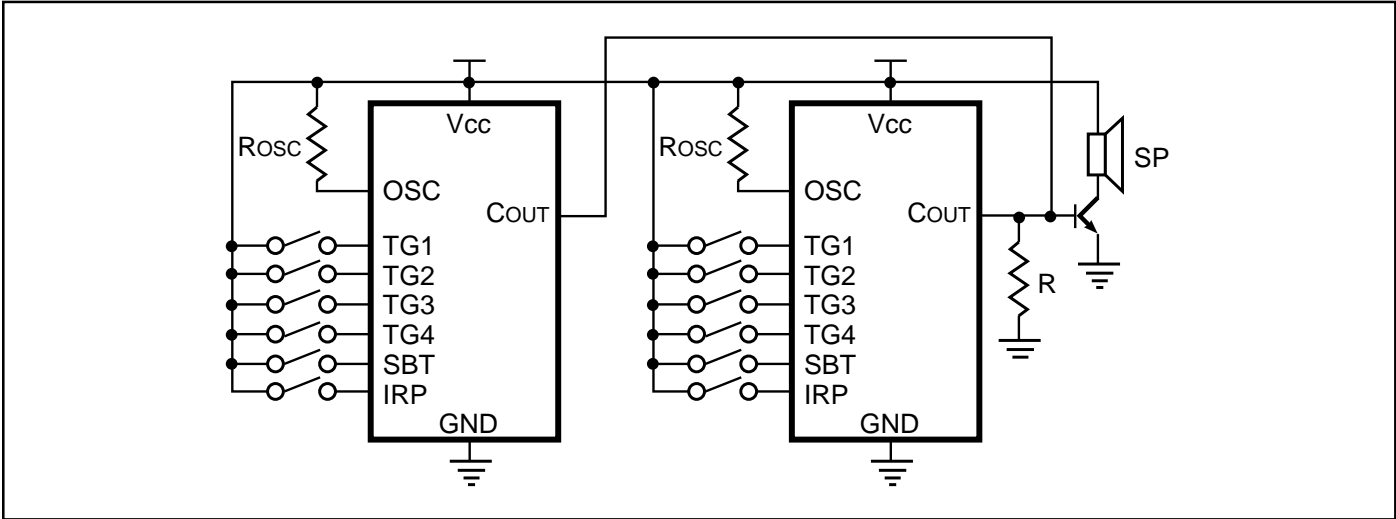 Vcc
ROSC
OSC
COUT
TG1
TG2
TG3
TG4
SBT
IRP
GND
Vcc
ROSC
OSC
COUT
TG1
TG2
TG3
TG4
SBT
IRP
GND
SP
R